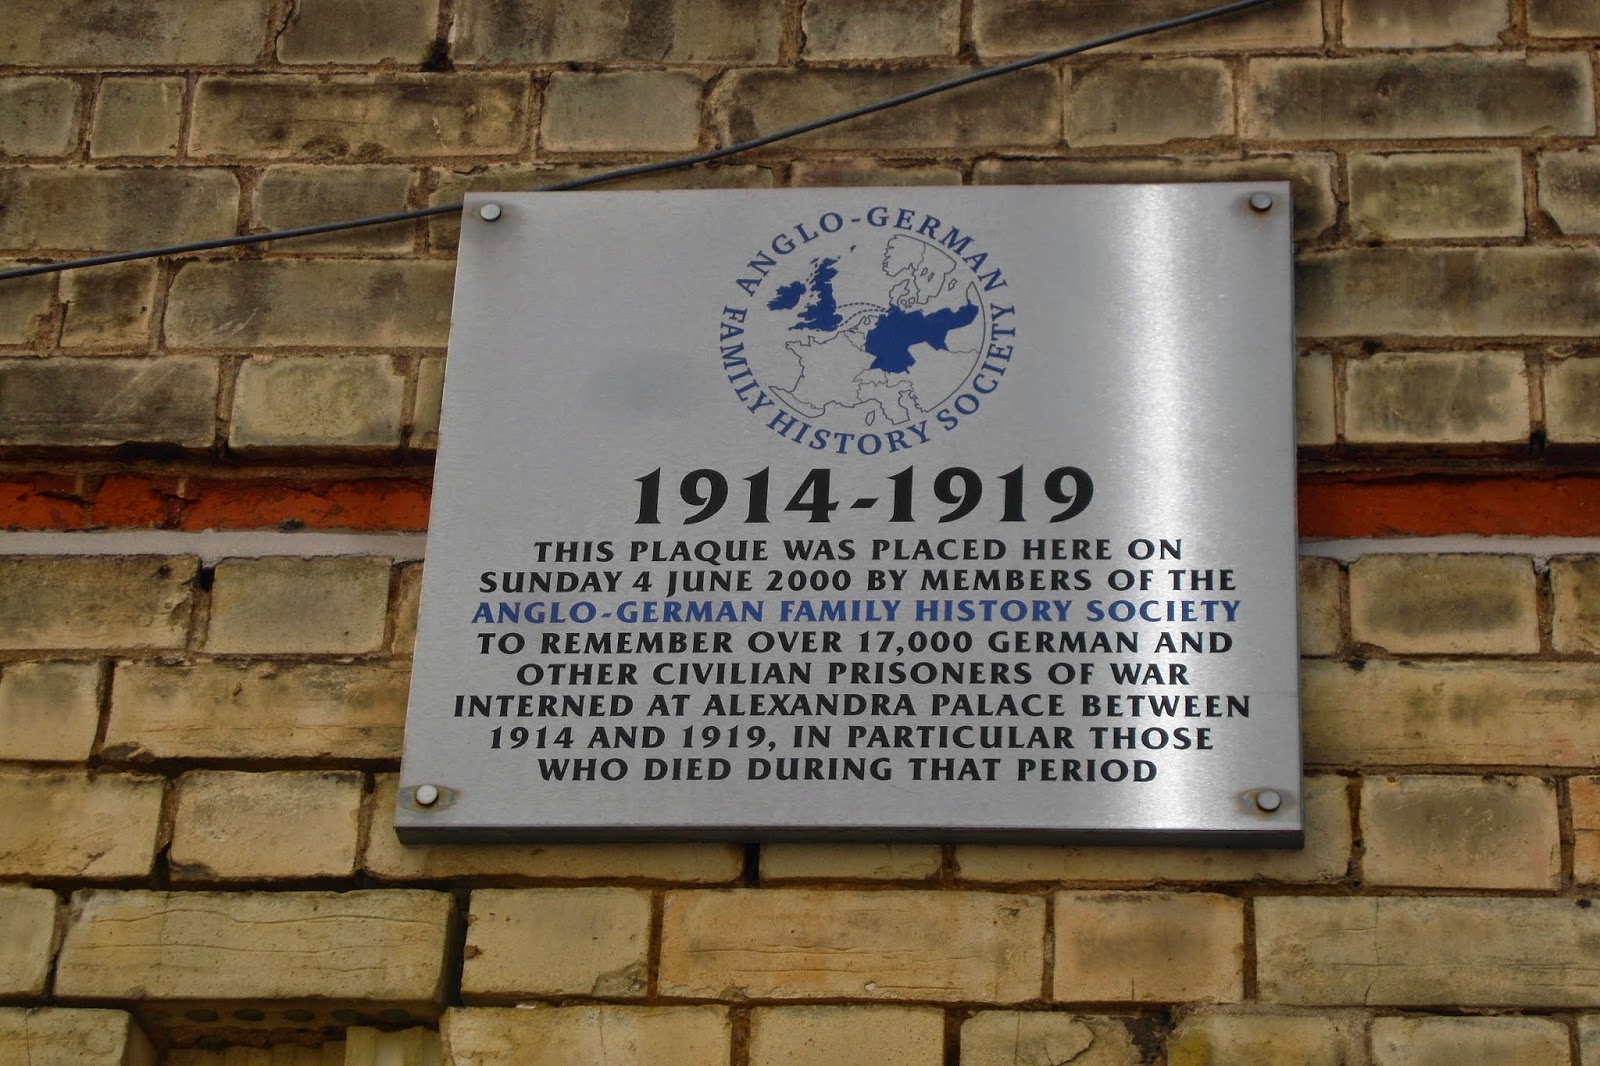 ANGLO-GERMAN
FAMILY HISTORY SOCIETY
1914-1919
THIS PLAQUE WAS PLACED HERE ON
SUNDAY 4 JUNE 2000 BY MEMBERS OF THE
ANGLO-GERMAN FAMILY HISTORY SOCIETY
TO REMEMBER OVER 17,000 GERMAN AND
OTHER CIVILIAN PRISONERS OF WAR
INTERNED AT ALEXANDRA PALACE BETWEEN
1914 AND 1919, IN PARTICULAR THOSE
WHO DIED DURING THAT PERIOD